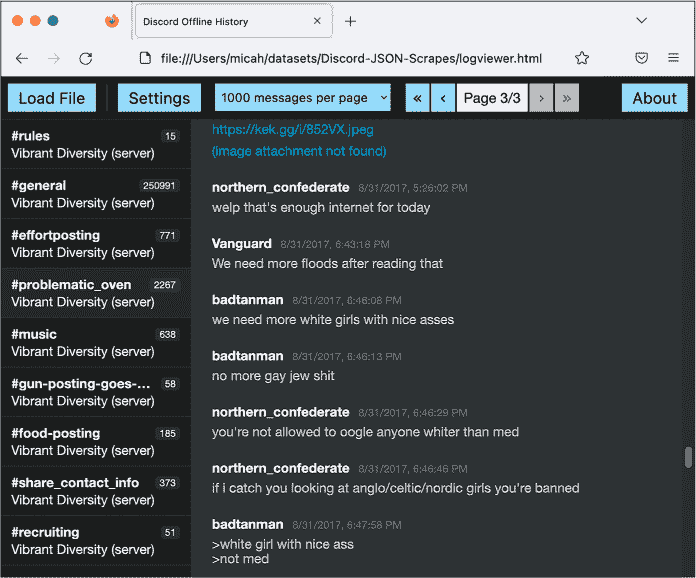 Discord Offline History
file:///Users/micah/datasets/Discord-JSON-Scrapes/logviewer.html
Load File
Settings
1000 messages per page
«
‹
Page 3/3
›
»
About
#rules 15
Vibrant Diversity (server)
#general 250991
Vibrant Diversity (server)
#effortposting 771
Vibrant Diversity (server)
#problematic_oven 2267
Vibrant Diversity (server)
#music 638
Vibrant Diversity (server)
#gun-posting-goes-... 58
Vibrant Diversity (server)
#food-posting 185
Vibrant Diversity (server)
#share_contact_info 373
Vibrant Diversity (server)
#recruiting 51
Vibrant Diversity (server)
https://kek.gg/i/852VX.jpeg
(image attachment not found)
northern_confederate 8/31/2017, 5:26:02 PM
welp that's enough internet for today
Vanguard 8/31/2017, 6:43:18 PM
We need more floods after reading that
badtanman 8/31/2017, 6:46:08 PM
we need more white girls with nice asses
badtanman 8/31/2017, 6:46:13 PM
no more gay jew shit
northern_confederate 8/31/2017, 6:46:29 PM
you're not allowed to oogle anyone whiter than med
northern_confederate 8/31/2017, 6:46:46 PM
if i catch you looking at anglo/celtic/nordic girls you're banned
badtanman 8/31/2017, 6:47:58 PM
>white girl with nice ass
>not med